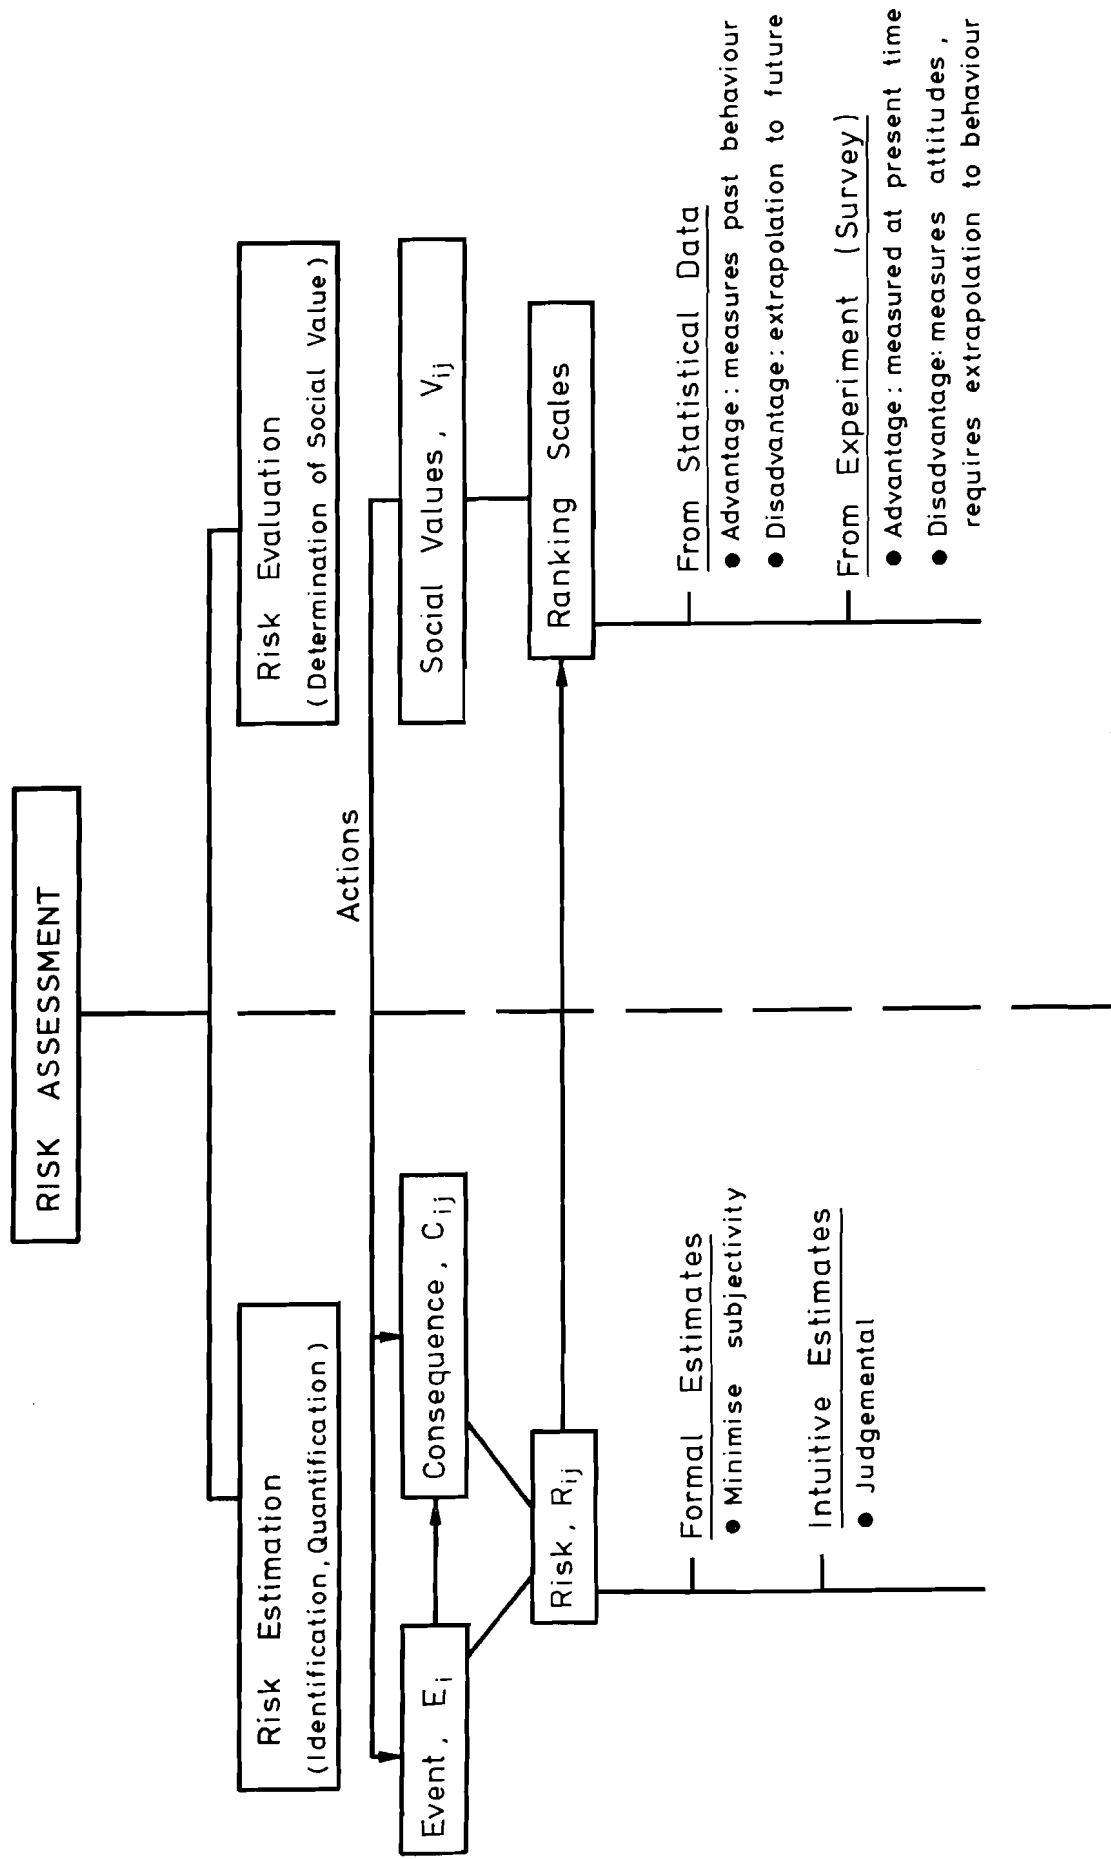 RISK ASSESSMENT
Risk Estimation
(Identification, Quantification)
Risk Evaluation
(Determination of Social Value)
Actions
Event, Ei
Consequence, Cij
Social Values, Vij
Risk, Rij
Ranking Scales
Formal Estimates
● Minimise subjectivity
Intuitive Estimates
● Judgemental
From Statistical Data
● Advantage: measures past behaviour
● Disadvantage: extrapolation to future
From Experiment (Survey)
● Advantage: measured at present time
● Disadvantage: measures attitudes,
requires extrapolation to behaviour